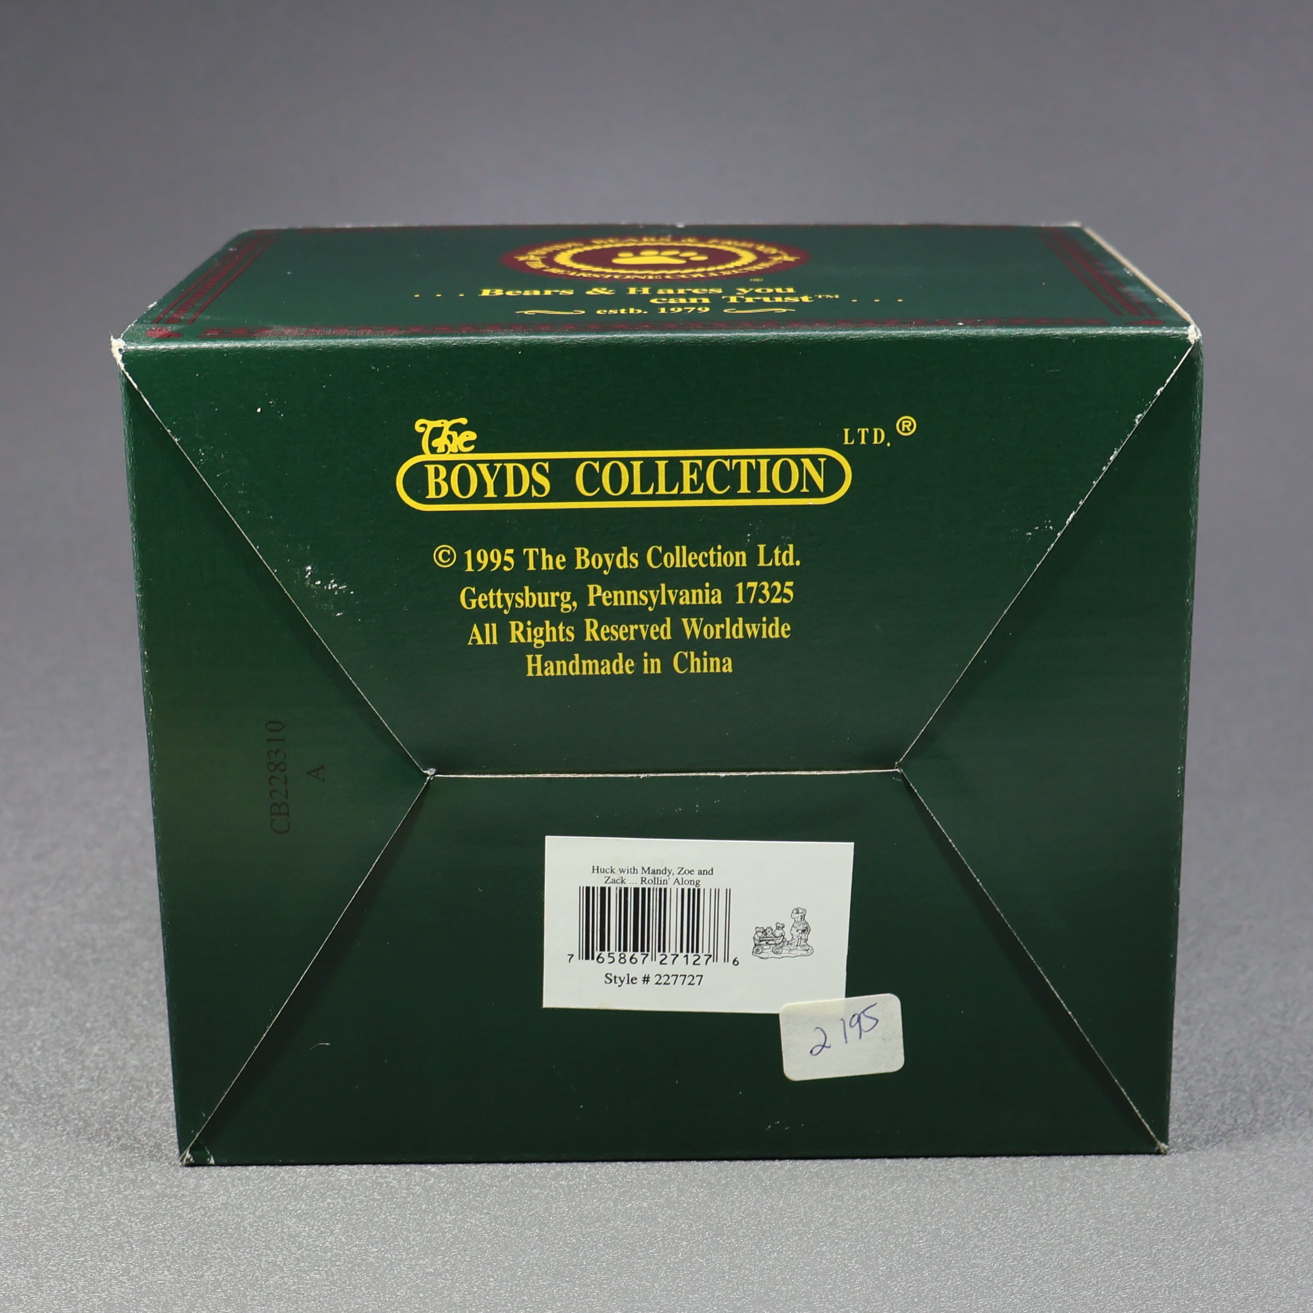 ... Bears & Hares you
can Trust™ ...
estb. 1979
The
BOYDS COLLECTION LTD.®
© 1995 The Boyds Collection Ltd.
Gettysburg, Pennsylvania 17325
All Rights Reserved Worldwide
Handmade in China
CB228310
A
Huck with Mandy, Zoe and
Zack ... Rollin' Along
7 65867 27127 6
Style # 227727
2195